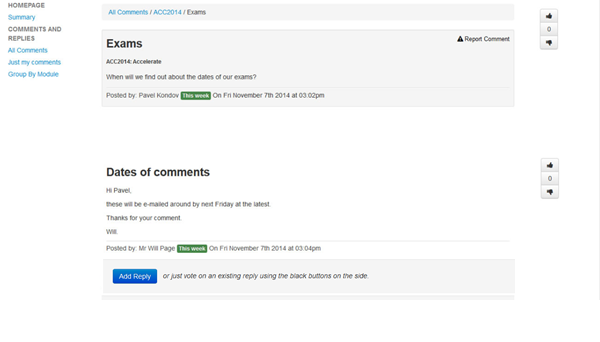 HOMEPAGE
Summary
COMMENTS AND
REPLIES
All Comments
Just my comments
Group By Module
All Comments / ACC2014 / Exams
0
Exams
Report Comment
ACC2014: Accelerate
When will we find out about the dates of our exams?
Posted by: Pavel Kondov This week On Fri November 7th 2014 at 03:02pm
Dates of comments
0
Hi Pavel,
these will be e-mailed around by next Friday at the latest
Thanks for your comment
Will.
Posted by: Mr Will Page This week On Fri November 7th 2014 at 03:04pm
Add Reply or just vote on an existing reply using the black buttons on the side.